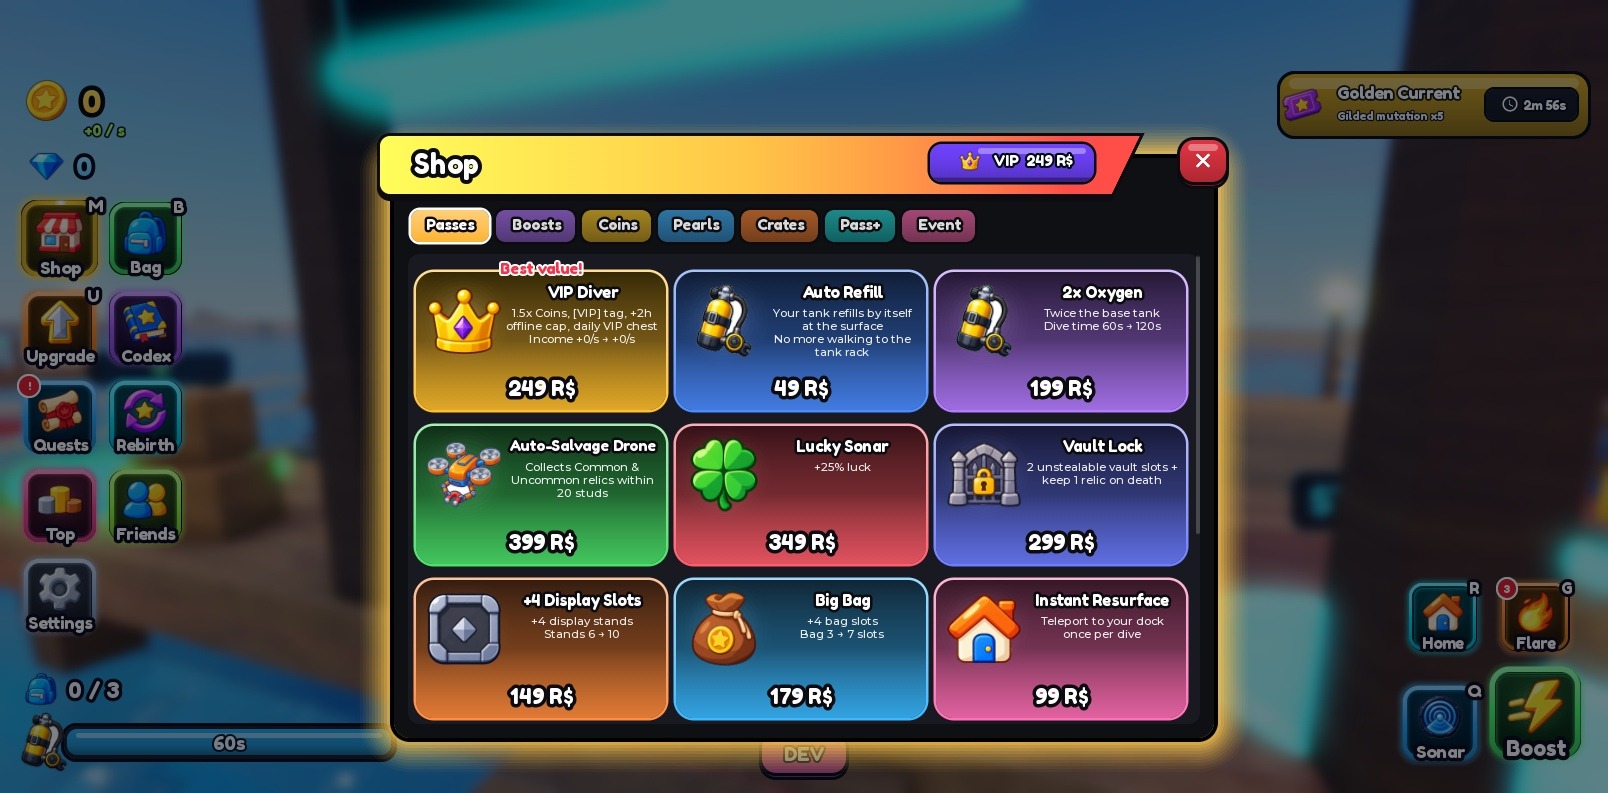 0
+0/s
0
M
Shop
B
Bag
U
Upgrade
Codex
!
Quests
Rebirth
Top
Friends
Settings
0/3
60s
Shop
VIP 249 R$
Passes
Boosts
Coins
Pearls
Crates
Pass+
Event
Best value!
VIP Diver
1.5x Coins, [VIP] tag, +2h
offline cap, daily VIP chest
Income +0/s → +0/s
249 R$
Auto Refill
Your tank refills by itself
at the surface
No more walking to the
tank rack
49 R$
2x Oxygen
Twice the base tank
Dive time 60s → 120s
199 R$
Auto-Salvage Drone
Collects Common &
Uncommon relics within
20 studs
399 R$
Lucky Sonar
+25% luck
349 R$
Vault Lock
2 unstealable vault slots +
keep 1 relic on death
299 R$
+4 Display Slots
+4 display stands
Stands 6 → 10
149 R$
Big Bag
+4 bag slots
Bag 3 → 7 slots
179 R$
Instant Resurface
Teleport to your dock
once per dive
99 R$
DEV
Golden Current
Gilded mutation x5
2m 56s
R
Home
3
G
Flare
Q
Sonar
Boost